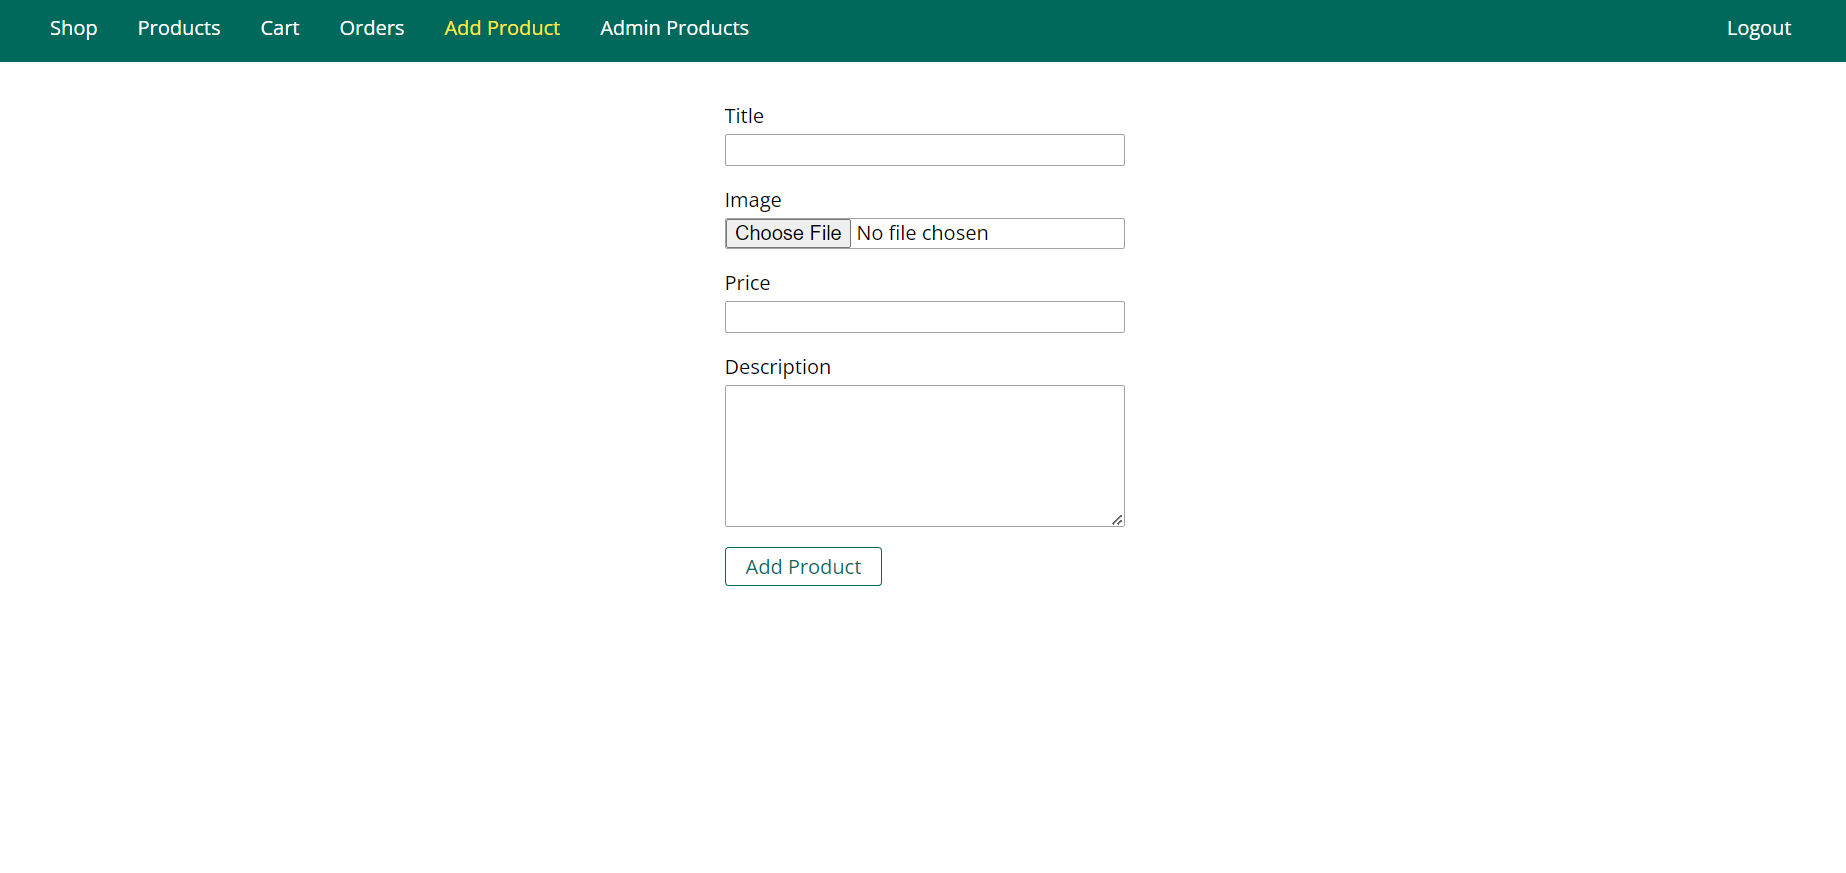 Shop Products Cart Orders Add Product Admin Products Logout
Title
Image
Choose File No file chosen
Price
Description
Add Product